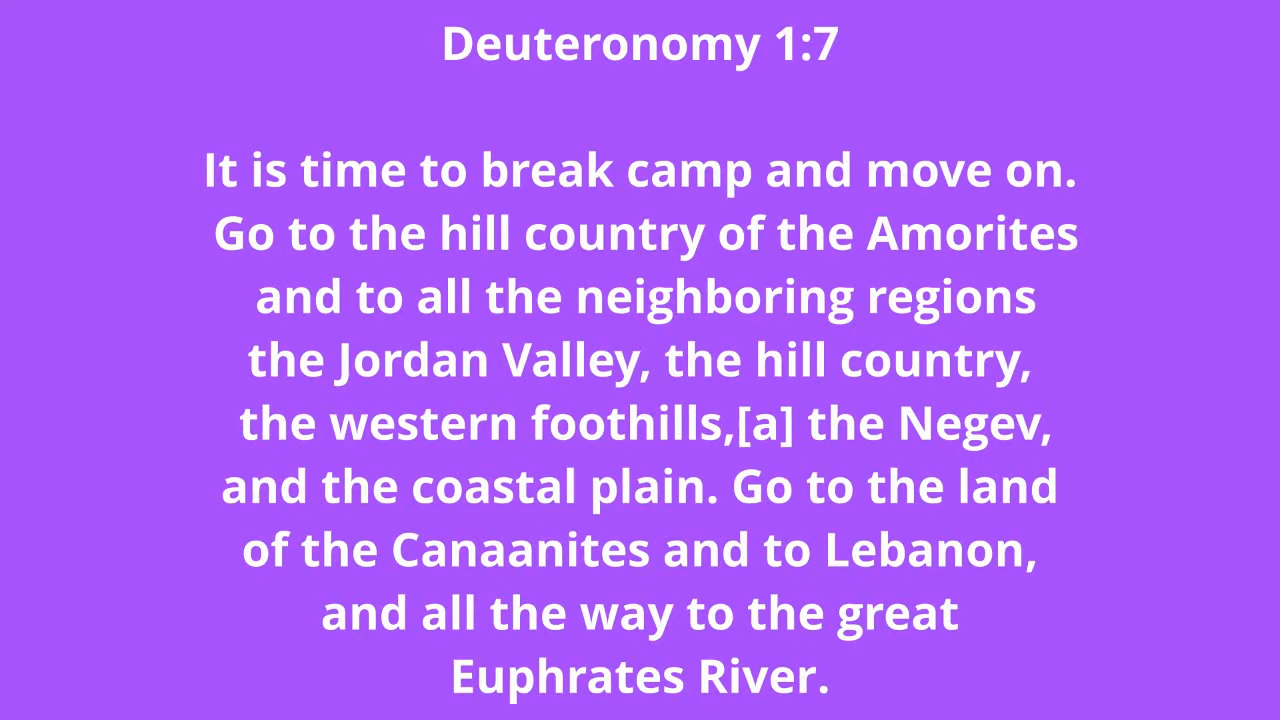 Deuteronomy 1:7
It is time to break camp and move on.
Go to the hill country of the Amorites
and to all the neighboring regions
the Jordan Valley, the hill country,
the western foothills,[a] the Negev,
and the coastal plain. Go to the land
of the Canaanites and to Lebanon,
and all the way to the great
Euphrates River.